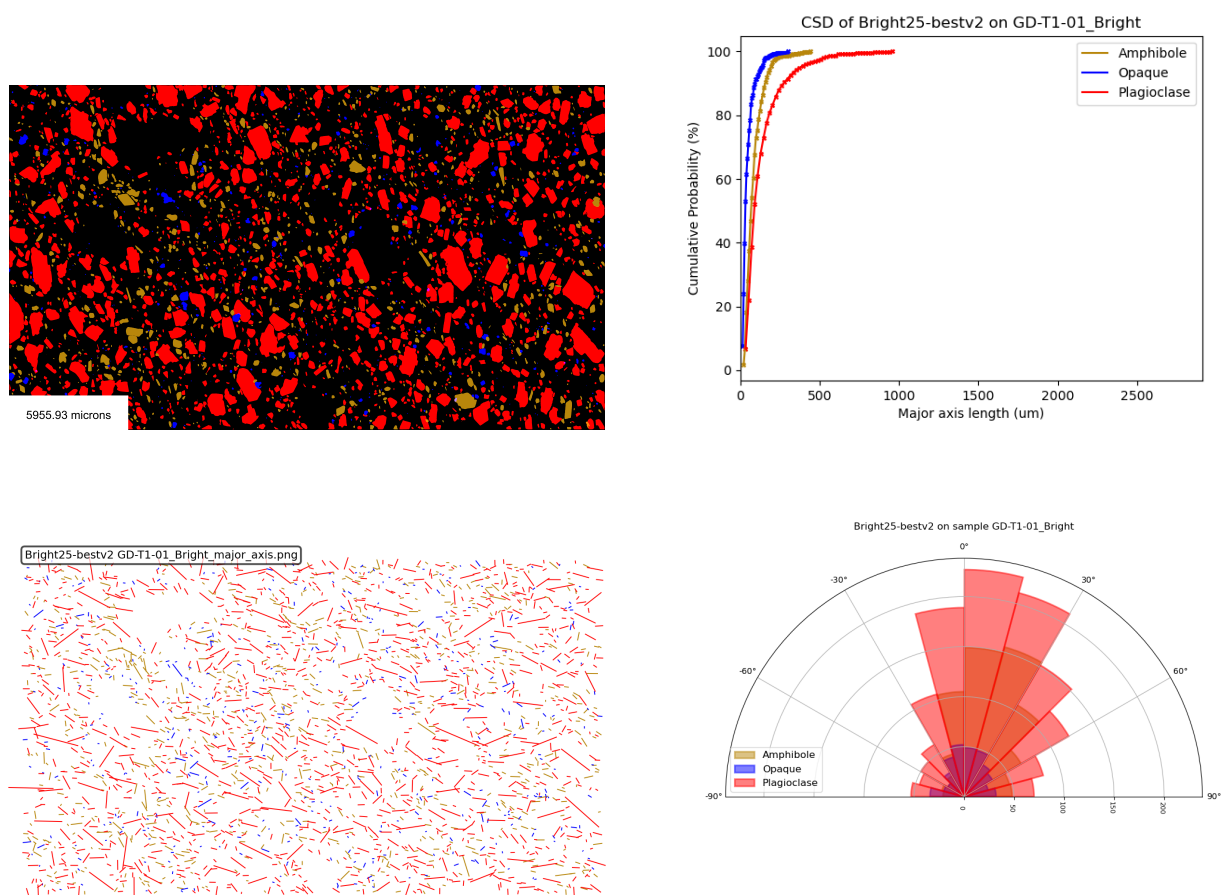 CSD of Bright25-bestv2 on GD-T1-01_Bright
100
80
60
40
20
0
Cumulative Probability (%)
Amphibole
Opaque
Plagioclase
0
500
1000
1500
2000
2500
Major axis length (um)
5955.93 microns
Bright25-bestv2 GD-T1-01_Bright_major_axis.png
Bright25-bestv2 on sample GD-T1-01_Bright
0°
-30°
30°
-60°
60°
-90°
90°
Amphibole
Opaque
Plagioclase
0
50
100
150
200